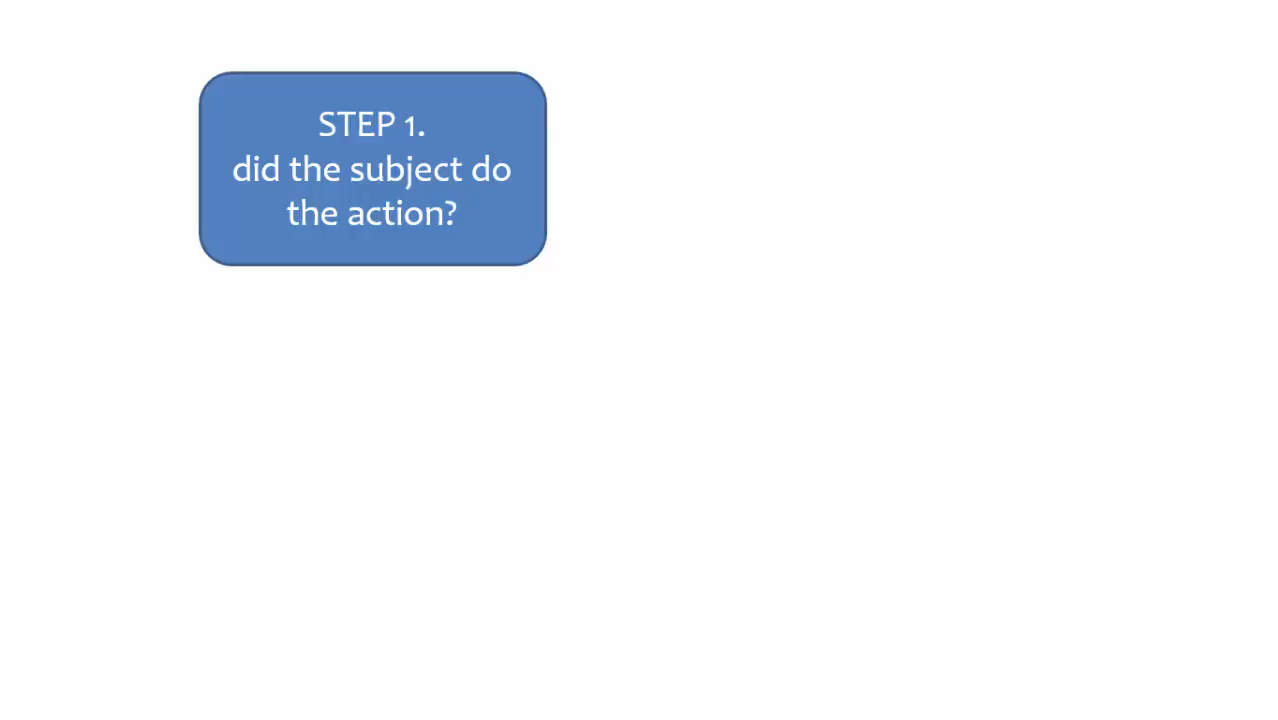 STEP 1.
did the subject do
the action?